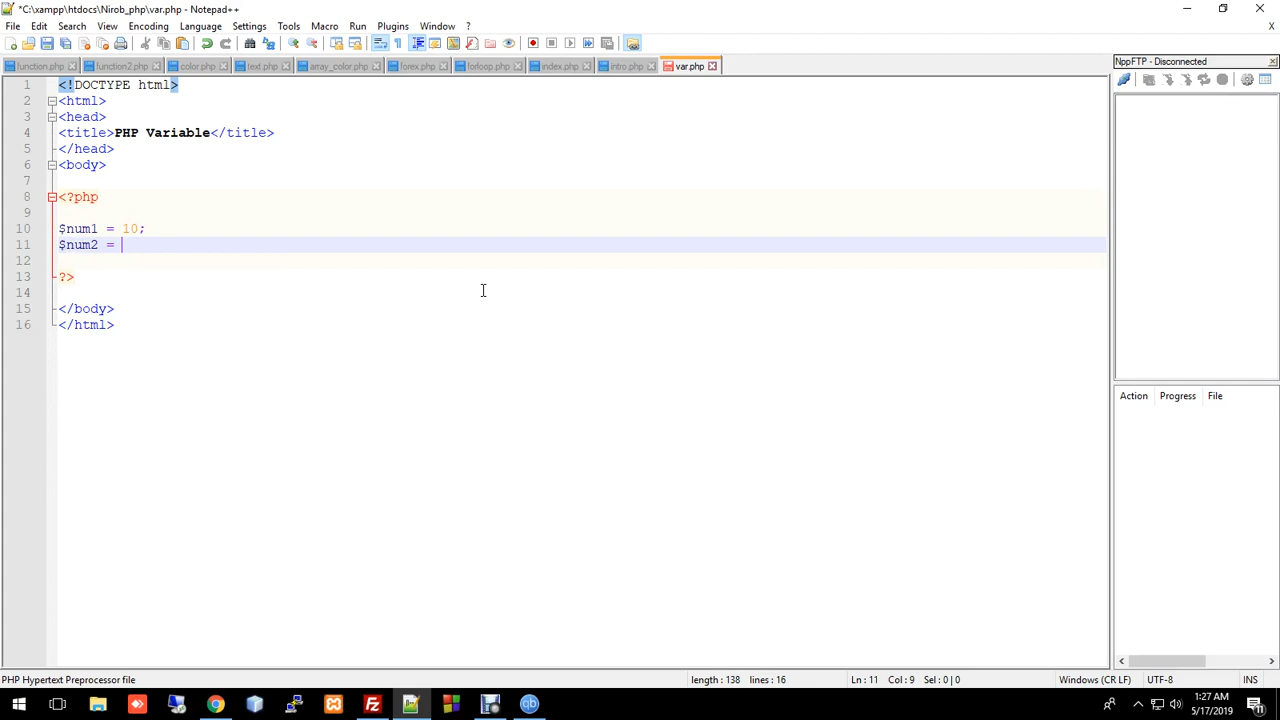 *C:\xampp\htdocs\Nirob_php\var.php - Notepad++
File Edit Search View Encoding Language Settings Tools Macro Run Plugins Window ?
X
function.php function2.php color.php text.php array_color.php forex.php forloop.php index.php intro.php var.php
NppFTP - Disconnected
1 <!DOCTYPE html>
2 <html>
3 <head>
4 <title>PHP Variable</title>
5 </head>
6 <body>
7
8 <?php
9
10 $num1 = 10;
11 $num2 =
12
13 ?>
14
15 </body>
16 </html>
Action Progress File
PHP Hypertext Preprocessor file length : 138 lines : 16 Ln : 11 Col : 9 Sel : 0 | 0 Windows (CR LF) UTF-8 INS
1:27 AM
5/17/2019